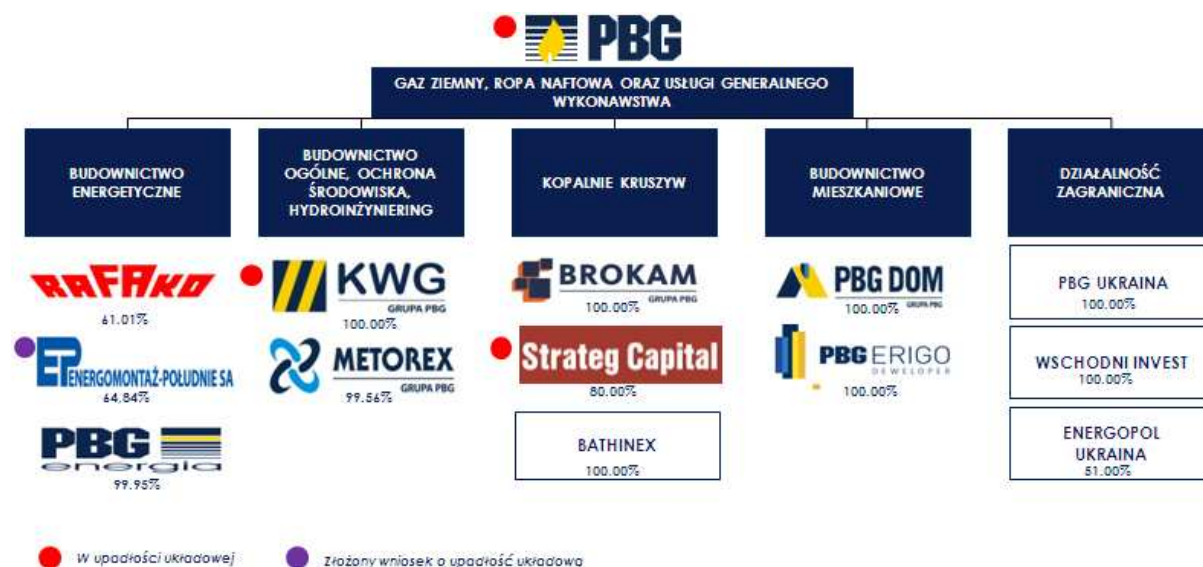 PBG
GAZ ZIEMNY, ROPA NAFTOWA ORAZ USŁUGI GENERALNEGO
WYKONAWSTWA
BUDOWNICTWO
ENERGETYCZNE
BUDOWNICTWO
OGÓLNE, OCHRONA
ŚRODOWISKA,
HYDROINŻYNIERING
KOPALNIE KRUSZYW
BUDOWNICTWO
MIESZKANIOWE
DZIAŁALNOŚĆ
ZAGRANICZNA
RAFAKO
61.01%
EP ENERGOMONTAŻ-POŁUDNIE SA
64.84%
PBG
energia
99.95%
KWG
GRUPA PBG
100.00%
METOREX
GRUPA PBG
99.56%
BROKAM
GRUPA PBG
100.00%
Strateg Capital
80.00%
BATHINEX
100.00%
PBG DOM
GRUPA PBG
100.00%
PBG ERIGO
DEWELOPER
100.00%
PBG UKRAINA
100.00%
WSCHODNI INVEST
100.00%
ENERGOPOL
UKRAINA
51.00%
W upadłości układowej
Złożony wniosek o upadłość układową